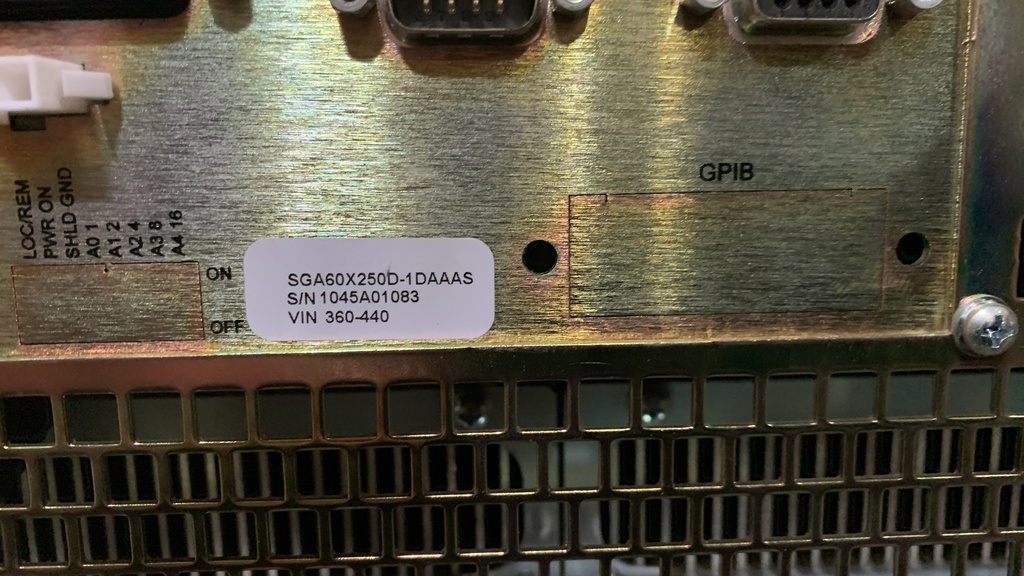 LOC/REM
PWR ON
SHLD GND
A0 1
A1 2
A2 4
A3 8
A4 16
ON
OFF
SGA60X250D-1DAAAS
S/N 1045A01083
VIN 360-440
GPIB